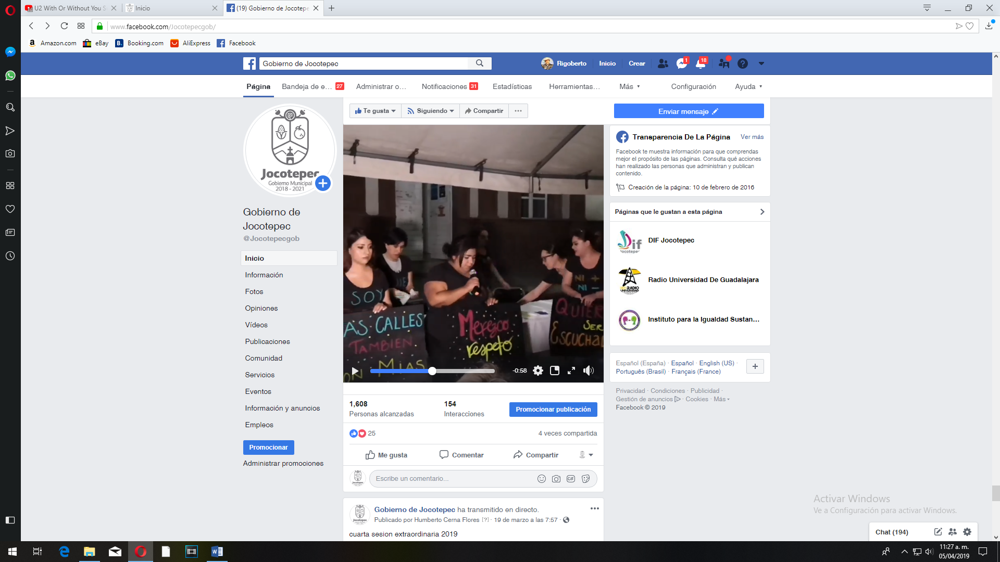 U2 With Or Without You S
Inicio
(19) Gobierno de Jocotepe
www.facebook.com/Jocotepecgob/
Amazon.com
eBay
Booking.com
AliExpress
Facebook
Gobierno de Jocotepec
Rigoberto
Inicio
Crear
1
18
Página
Bandeja de e... 27
Administrar o...
Notificaciones 31
Estadísticas
Herramientas...
Más
Configuración
Ayuda
Jocotepec
Gobierno Municipal
2018 - 2021
Gobierno de
Jocotepec
@Jocotepecgob
Inicio
Información
Fotos
Opiniones
Vídeos
Publicaciones
Comunidad
Servicios
Eventos
Información y anuncios
Empleos
Promocionar
Administrar promociones
Te gusta
Siguiendo
Compartir
Enviar mensaje
SOY
AS CALLES
TAMBIEN
ON MIAS
Merezco
respeto
NI +
NI -
QUIER
SER
ESCUCHA
-0:58
1,608
Personas alcanzadas
154
Interacciones
Promocionar publicación
25
4 veces compartida
Me gusta
Comentar
Compartir
Escribe un comentario...
GIF
Gobierno de Jocotepec ha transmitido en directo.
Publicado por Humberto Cerna Flores [?] · 19 de marzo a las 7:57 ·
cuarta sesion extraordinaria 2019
Transparencia De La Página
Ver más
Facebook te muestra información para que comprendas
mejor el propósito de las páginas. Consulta qué acciones
han realizado las personas que administran y publican
contenido.
Creación de la página: 10 de febrero de 2016
Páginas que le gustan a esta página
Dif
Jocotepec
DIF Jocotepec
RADIO
UNIVERSIDAD
Radio Universidad De Guadalajara
Instituto para la Igualdad Sustan...
Español (España) · Español · English (US) ·
Português (Brasil) · Français (France)
Privacidad · Condiciones · Publicidad ·
Gestión de anuncios · Cookies · Más
Facebook © 2019
Activar Windows
Ve a Configuración para activar Windows.
Chat (194)
11:27 a. m.
05/04/2019